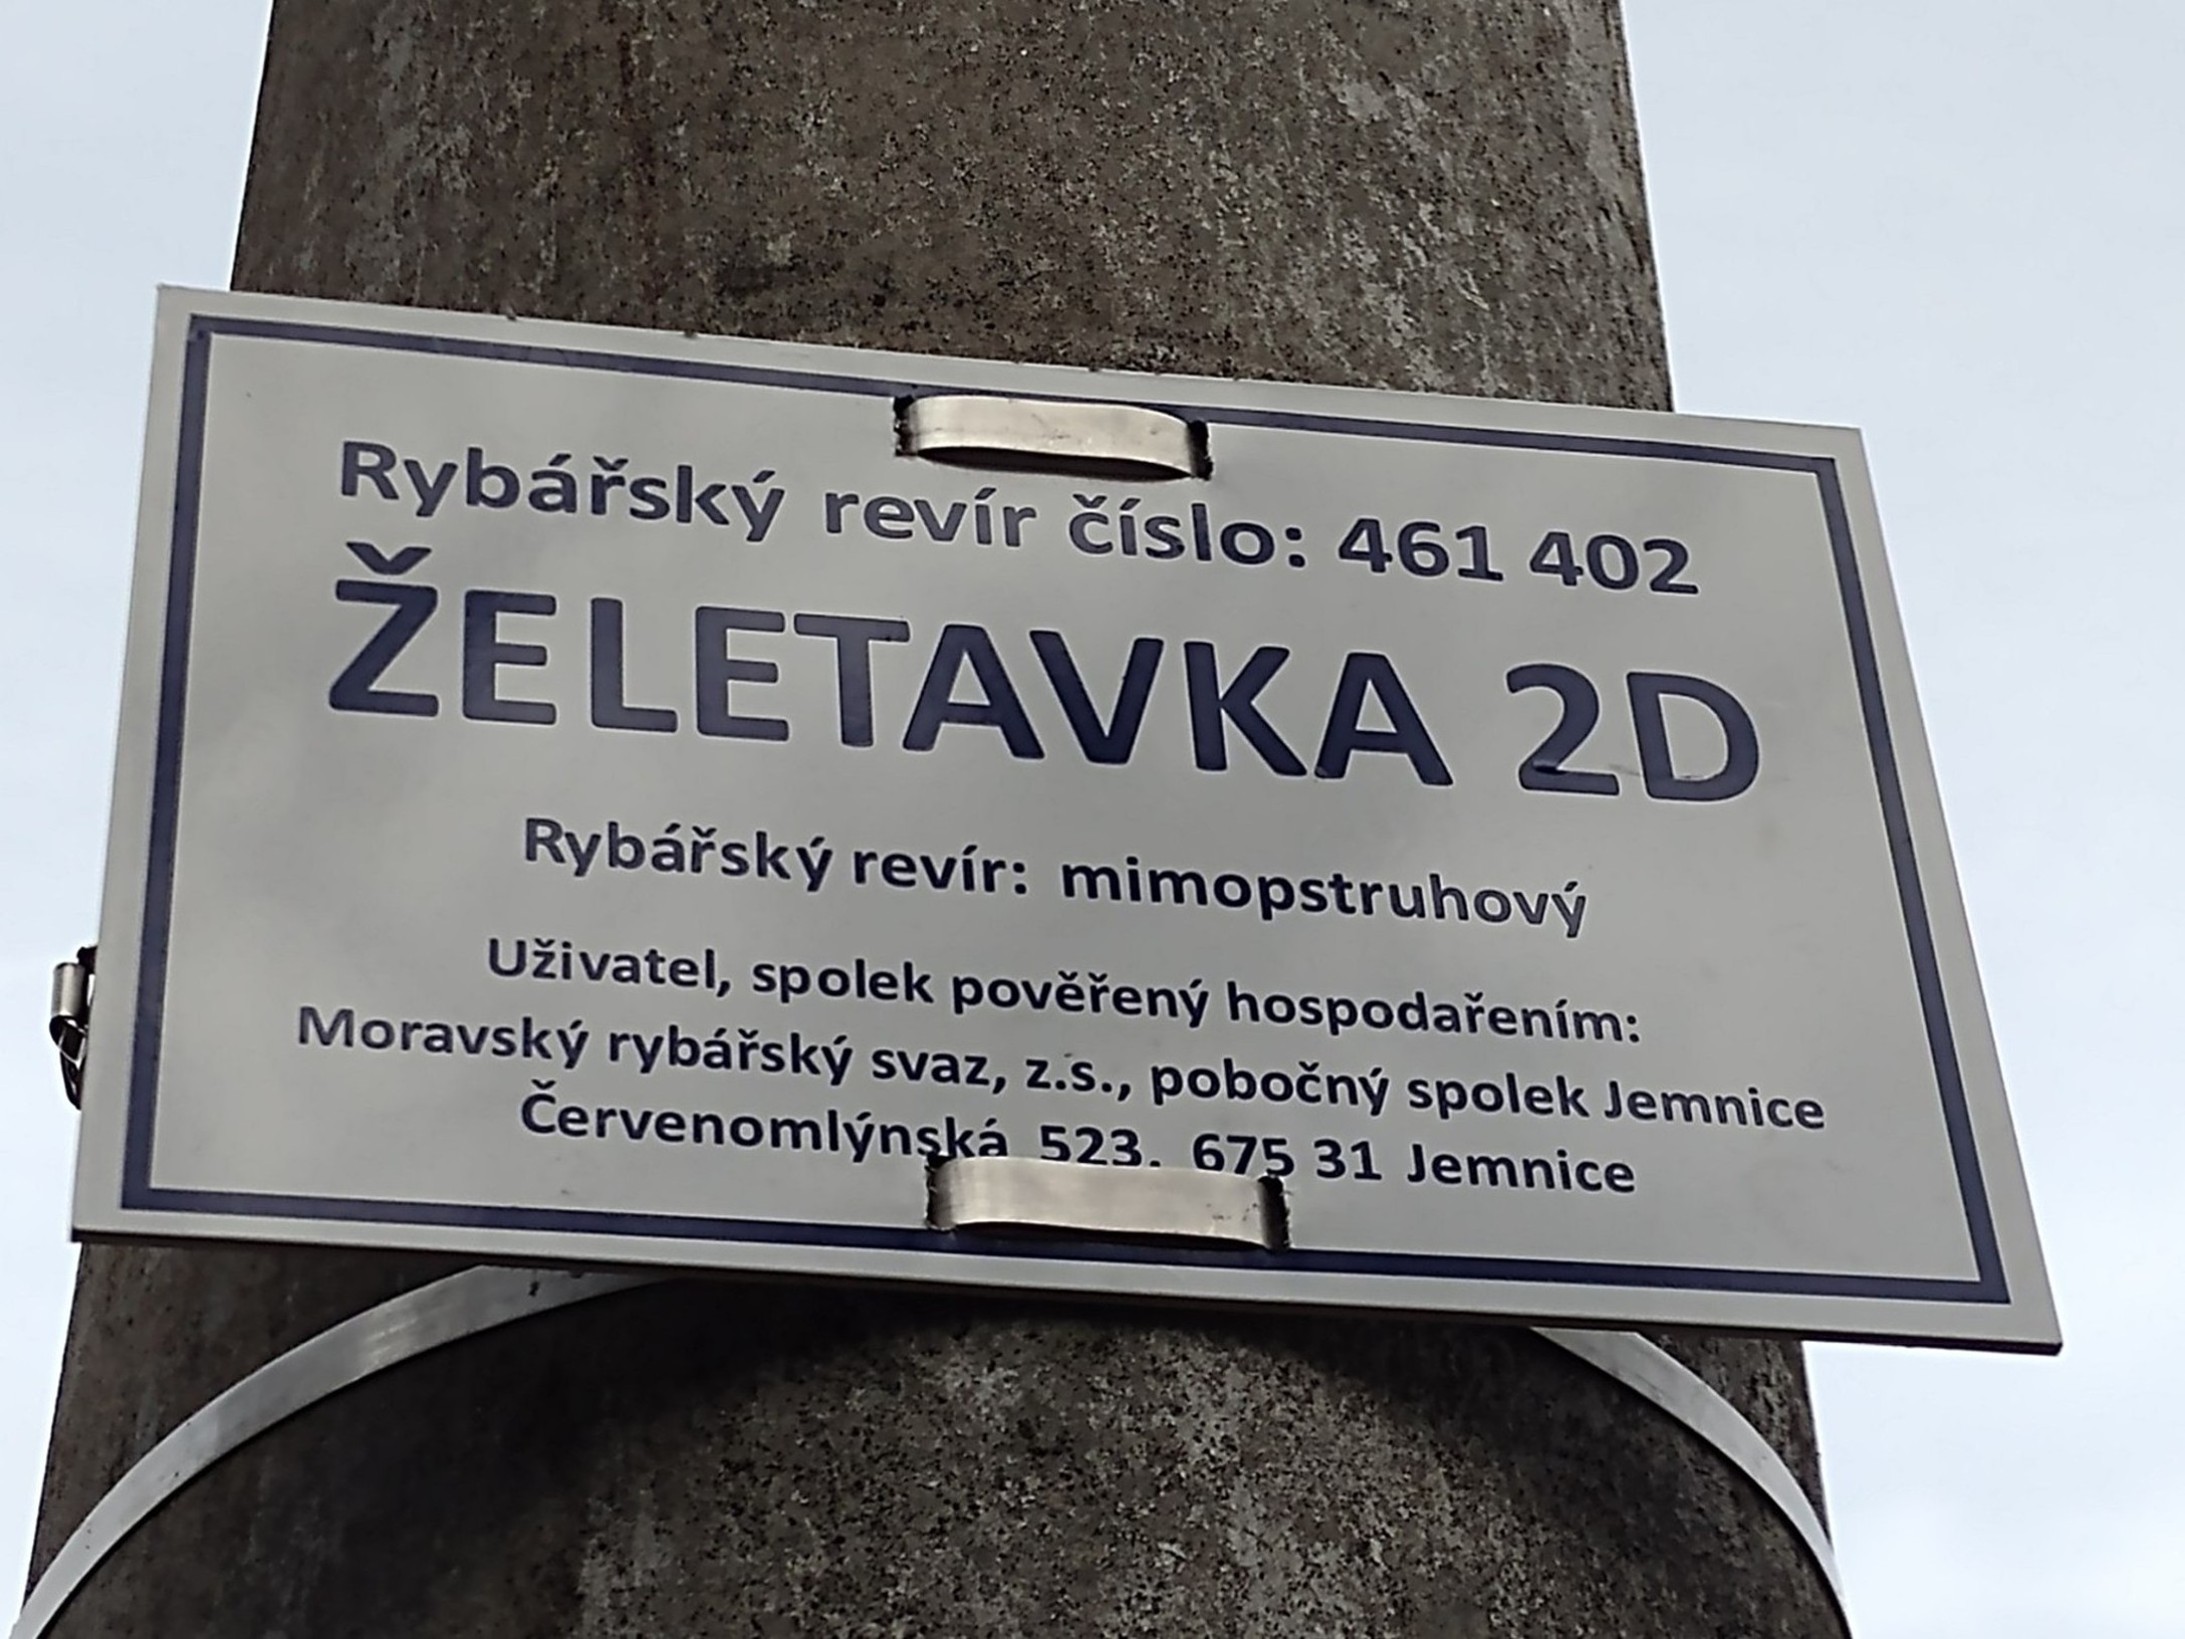 Rybářský revír číslo: 461 402
ŽELETAVKA 2D
Rybářský revír: mimopstruhový
Uživatel, spolek pověřený hospodařením:
Moravský rybářský svaz, z.s., pobočný spolek Jemnice
Červenomlýnská 523, 675 31 Jemnice